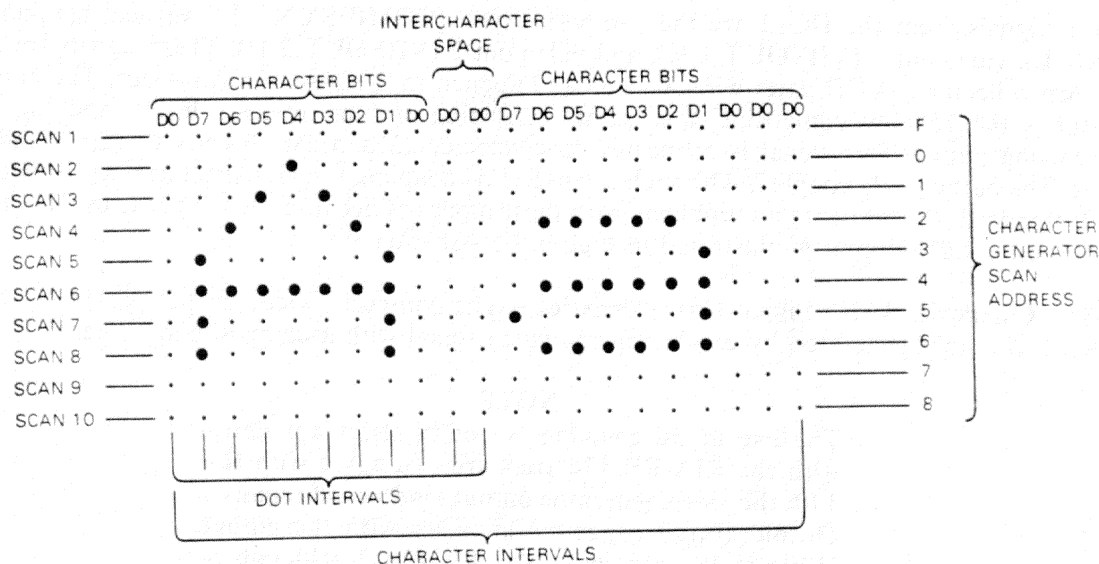 INTERCHARACTER
SPACE
CHARACTER BITS
CHARACTER BITS
D0 D7 D6 D5 D4 D3 D2 D1 D0 D0 D0 D7 D6 D5 D4 D3 D2 D1 D0 D0 D0
SCAN 1 F
SCAN 2 0
SCAN 3 1
SCAN 4 2
SCAN 5 3
SCAN 6 4
SCAN 7 5
SCAN 8 6
SCAN 9 7
SCAN 10 8
CHARACTER
GENERATOR
SCAN
ADDRESS
DOT INTERVALS
CHARACTER INTERVALS